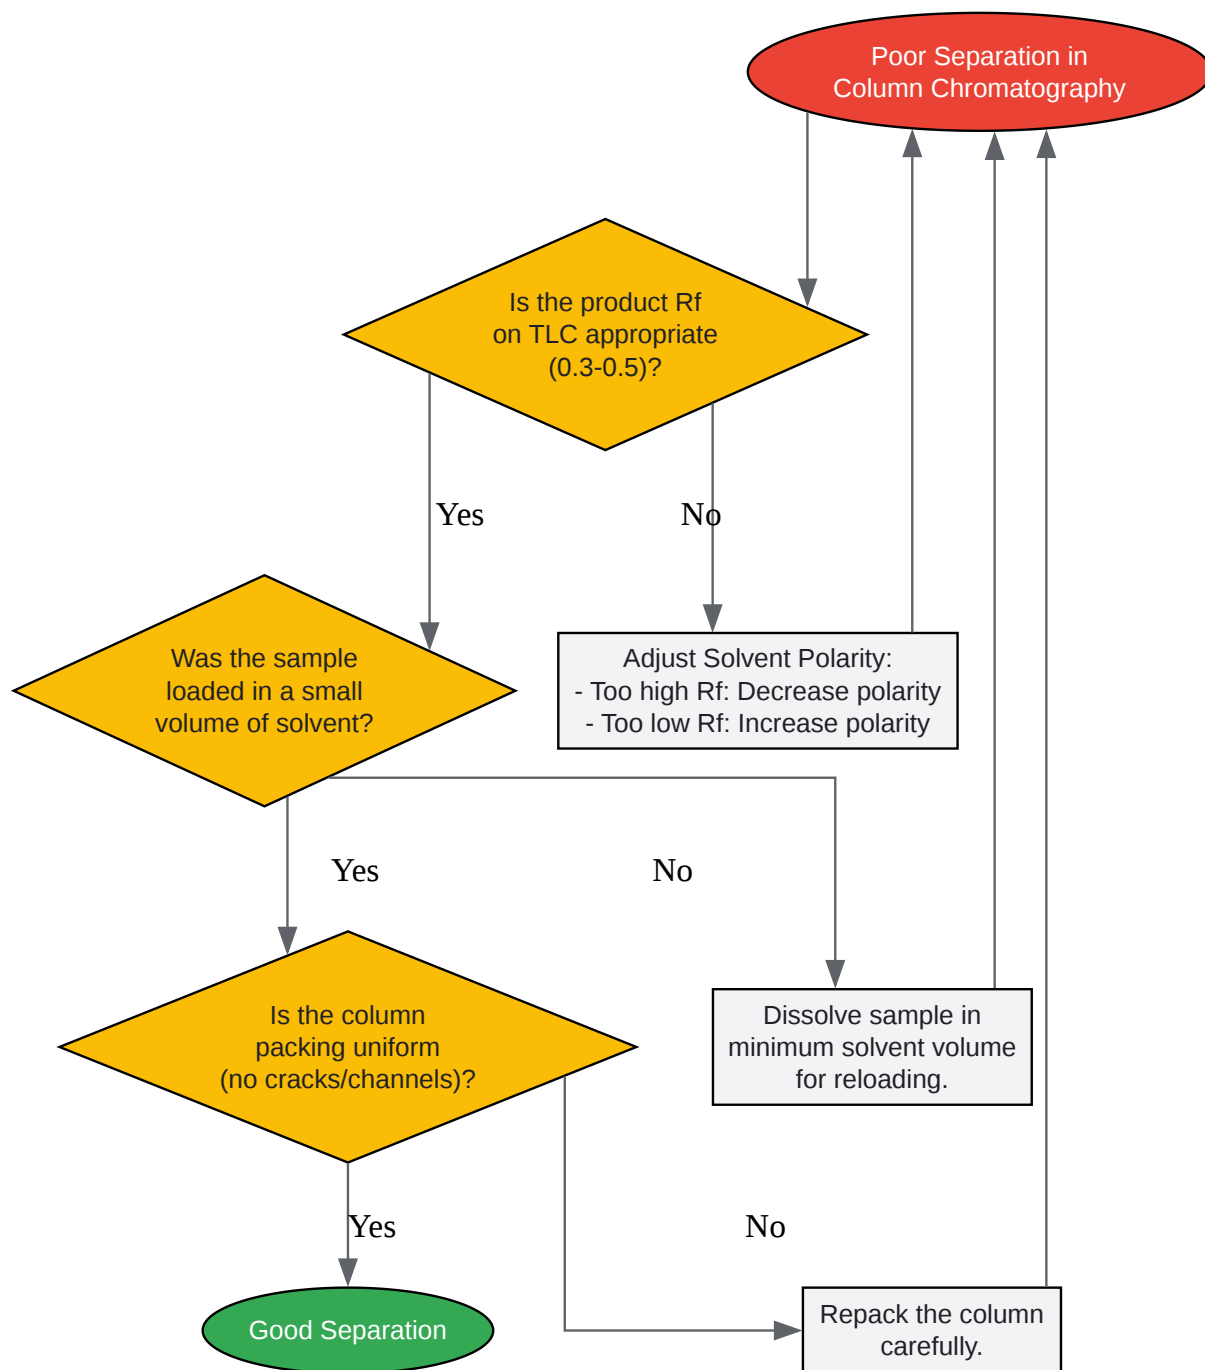 Poor Separation in
Column Chromatography
Is the product Rf
on TLC appropriate
(0.3-0.5)?
Yes
No
Was the sample
loaded in a small
volume of solvent?
Adjust Solvent Polarity:
- Too high Rf: Decrease polarity
- Too low Rf: Increase polarity
Yes
No
Is the column
packing uniform
(no cracks/channels)?
Dissolve sample in
minimum solvent volume
for reloading.
Yes
No
Good Separation
Repack the column
carefully.